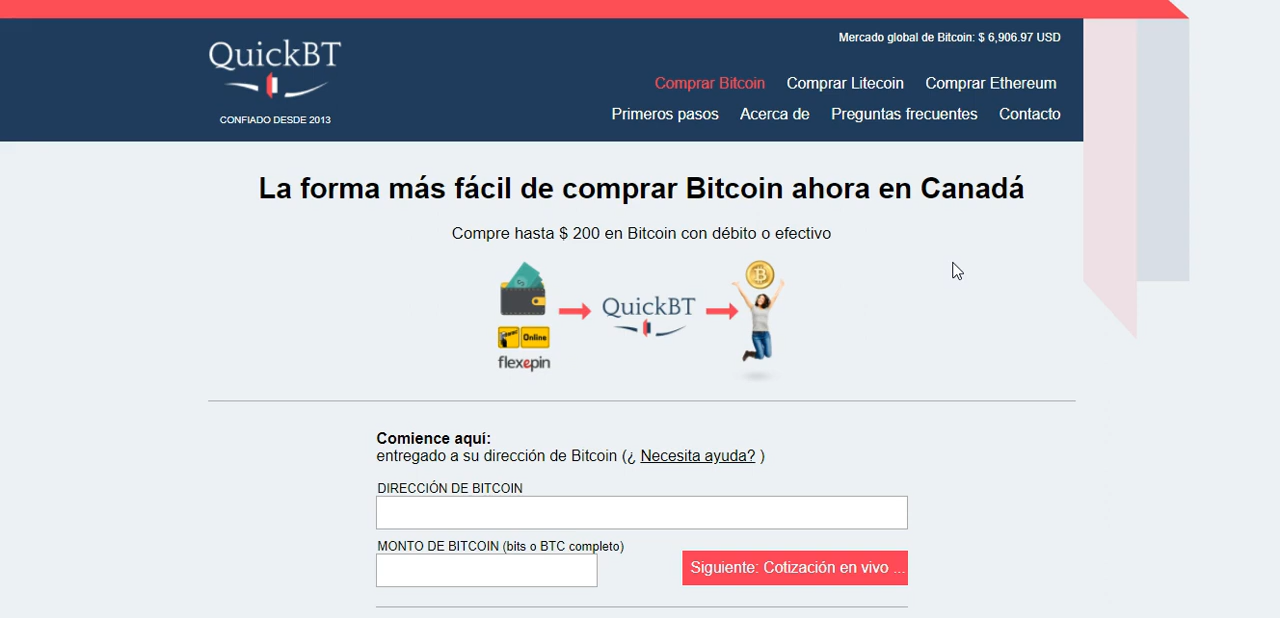 Mercado global de Bitcoin: $ 6,906.97 USD
QuickBT
CONFIADO DESDE 2013
Comprar Bitcoin Comprar Litecoin Comprar Ethereum
Primeros pasos Acerca de Preguntas frecuentes Contacto
La forma más fácil de comprar Bitcoin ahora en Canadá
Compre hasta $ 200 en Bitcoin con débito o efectivo
QuickBT
Online
flexepin
Comience aquí:
entregado a su dirección de Bitcoin (¿ Necesita ayuda? )
DIRECCIÓN DE BITCOIN
MONTO DE BITCOIN (bits o BTC completo)
Siguiente: Cotización en vivo ...